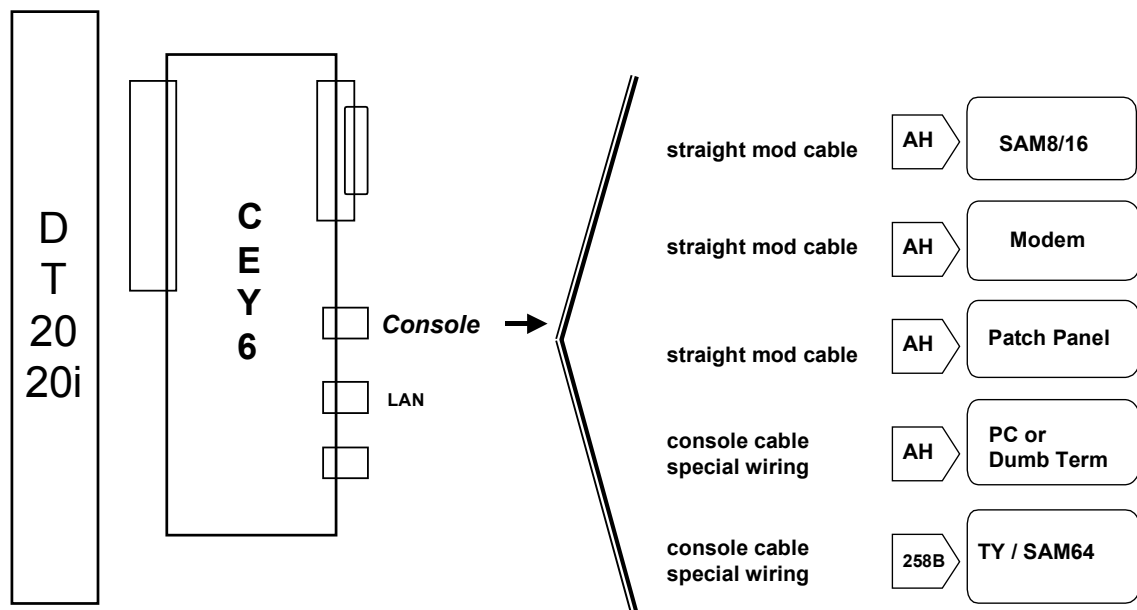 D
T
20
20i
C
E
Y
6
Console
LAN
straight mod cable
AH
SAM8/16
straight mod cable
AH
Modem
straight mod cable
AH
Patch Panel
console cable
special wiring
AH
PC or
Dumb Term
console cable
special wiring
258B
TY / SAM64